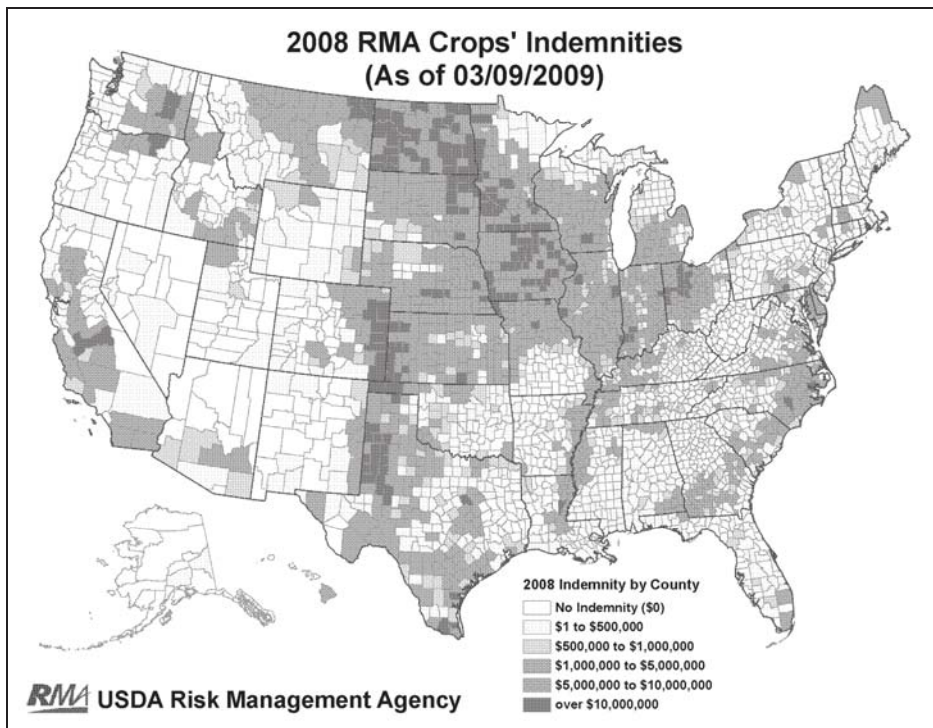 2008 RMA Crops' Indemnities
(As of 03/09/2009)
2008 Indemnity by County
No Indemnity ($0)
$1 to $500,000
$500,000 to $1,000,000
$1,000,000 to $5,000,000
$5,000,000 to $10,000,000
over $10,000,000
RMA USDA Risk Management Agency